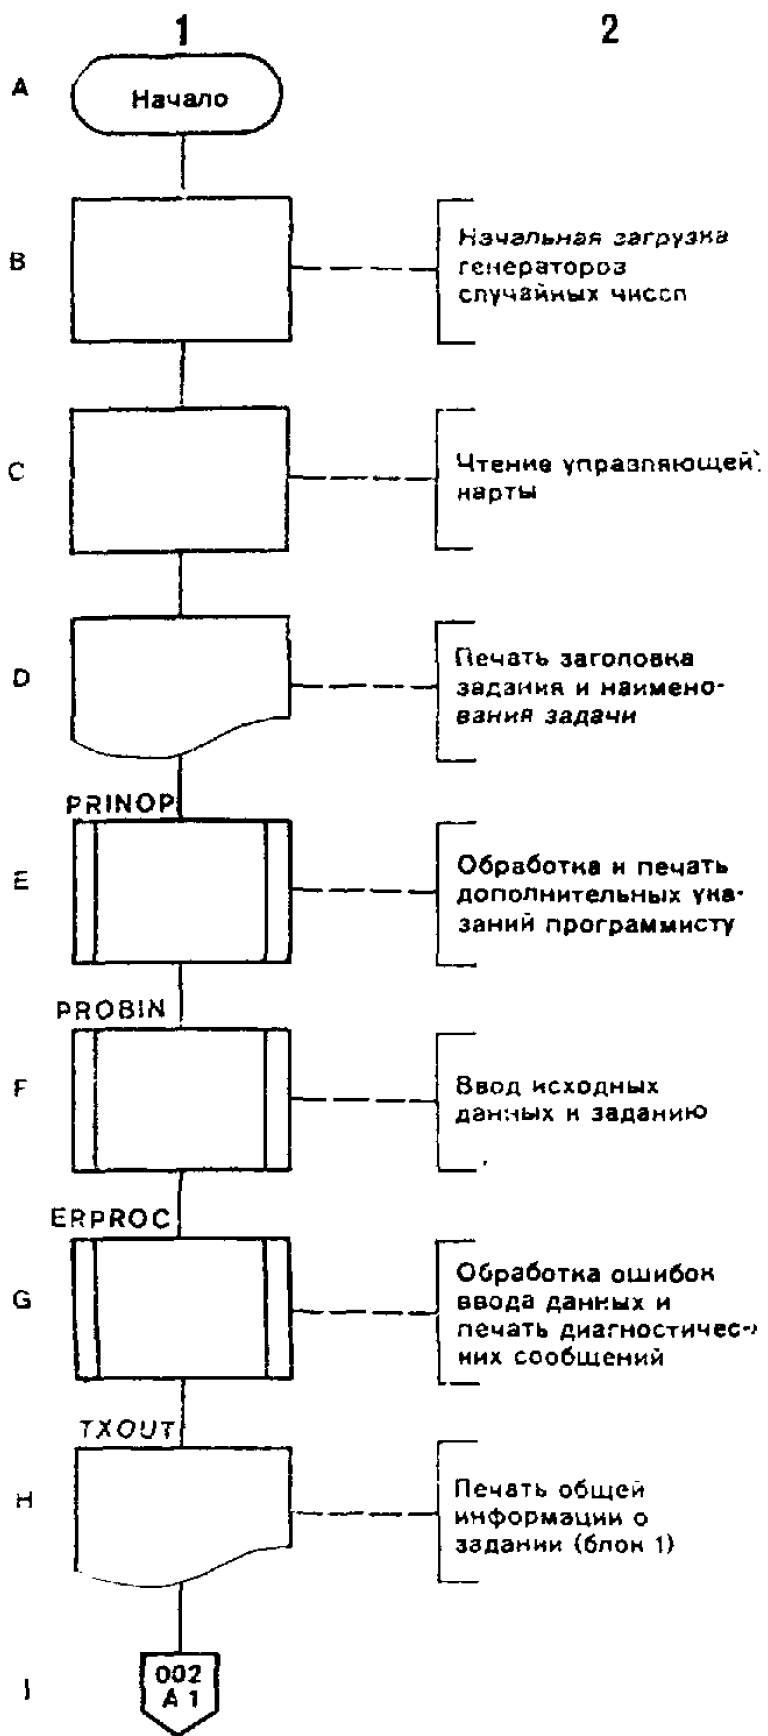 1 2
A
Начало
B
Начальная загрузка
генераторов
случайных чисел
C
Чтение управляющей
карты
D
Печать заголовка
задания и наимено-
вания задачи
PRINOP
E
Обработка и печать
дополнительных ука-
заний программисту
PROBIN
F
Ввод исходных
данных к заданию
ERPROC
G
Обработка ошибок
ввода данных и
печать диагностичес-
ких сообщений
TXOUT
H
Печать общей
информации о
задании (блок 1)
J
002
A 1